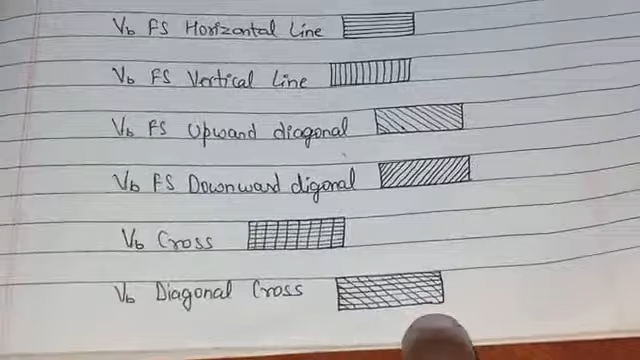 Vb FS Horizontal Line
Vb FS Vertical Line
Vb FS Upward diagonal
Vb FS Downward digonal
Vb Cross
Vb Diagonal Cross